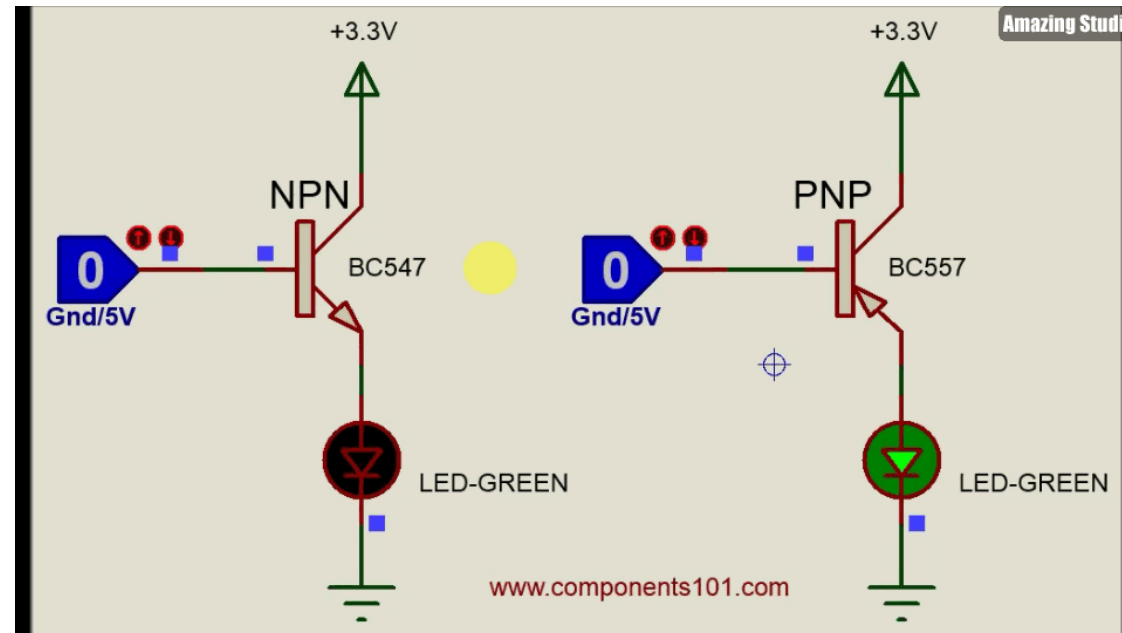 +3.3V
+3.3V
Amazing Studi
NPN
PNP
BC547
BC557
0
0
Gnd/5V
Gnd/5V
LED-GREEN
LED-GREEN
www.components101.com